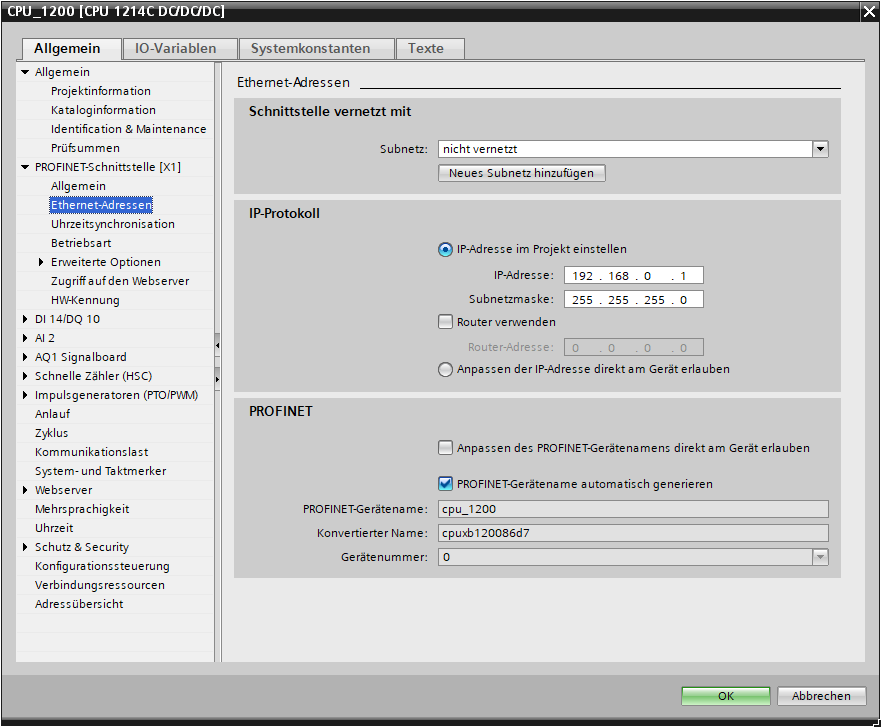 CPU_1200 [CPU 1214C DC/DC/DC]
Allgemein IO-Variablen Systemkonstanten Texte
Allgemein
Projektinformation
Kataloginformation
Identification & Maintenance
Prüfsummen
PROFINET-Schnittstelle [X1]
Allgemein
Ethernet-Adressen
Uhrzeitsynchronisation
Betriebsart
Erweiterte Optionen
Zugriff auf den Webserver
HW-Kennung
DI 14/DQ 10
AI 2
AQ1 Signalboard
Schnelle Zähler (HSC)
Impulsgeneratoren (PTO/PWM)
Anlauf
Zyklus
Kommunikationslast
System- und Taktmerker
Webserver
Mehrsprachigkeit
Uhrzeit
Schutz & Security
Konfigurationssteuerung
Verbindungsressourcen
Adressübersicht
Ethernet-Adressen
Schnittstelle vernetzt mit
Subnetz: nicht vernetzt
Neues Subnetz hinzufügen
IP-Protokoll
IP-Adresse im Projekt einstellen
IP-Adresse: 192 . 168 . 0 . 1
Subnetzmaske: 255 . 255 . 255 . 0
Router verwenden
Router-Adresse: 0 . 0 . 0 . 0
Anpassen der IP-Adresse direkt am Gerät erlauben
PROFINET
Anpassen des PROFINET-Gerätenamens direkt am Gerät erlauben
PROFINET-Gerätename automatisch generieren
PROFINET-Gerätename: cpu_1200
Konvertierter Name: cpuxb120086d7
Gerätenummer: 0
OK Abbrechen